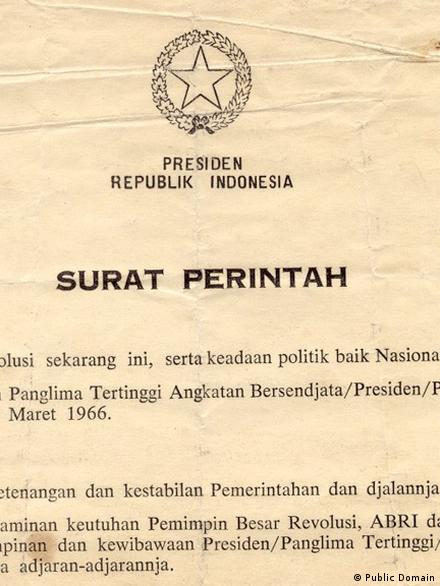 PRESIDEN
REPUBLIK INDONESIA
SURAT PERINTAH
olusi sekarang ini, serta keadaan politik baik Nasiona
Panglima Tertinggi Angkatan Bersendjata/Presiden/P
Maret 1966.
etenangan dan kestabilan Pemerintahan dan djalannja
aminan keutuhan Pemimpin Besar Revolusi, ABRI da
npinan dan kewibawaan Presiden/Panglima Tertinggi/
a adjaran-adjarannja.
© Public Domain